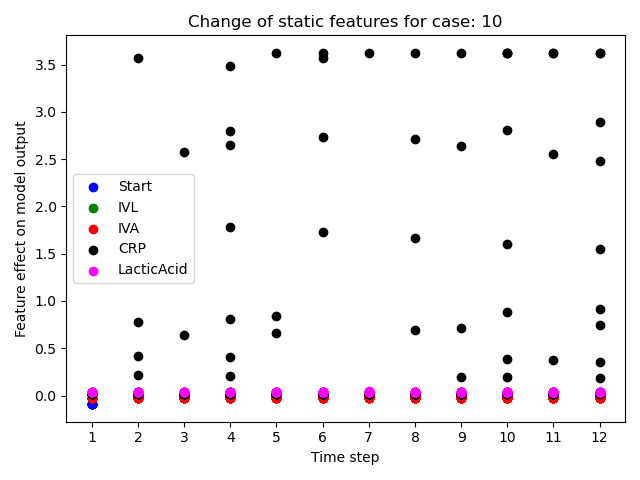 Change of static features for case: 10
Feature effect on model output
3.5
3.0
2.5
2.0
1.5
1.0
0.5
0.0
Start
IVL
IVA
CRP
LacticAcid
1 2 3 4 5 6 7 8 9 10 11 12
Time step